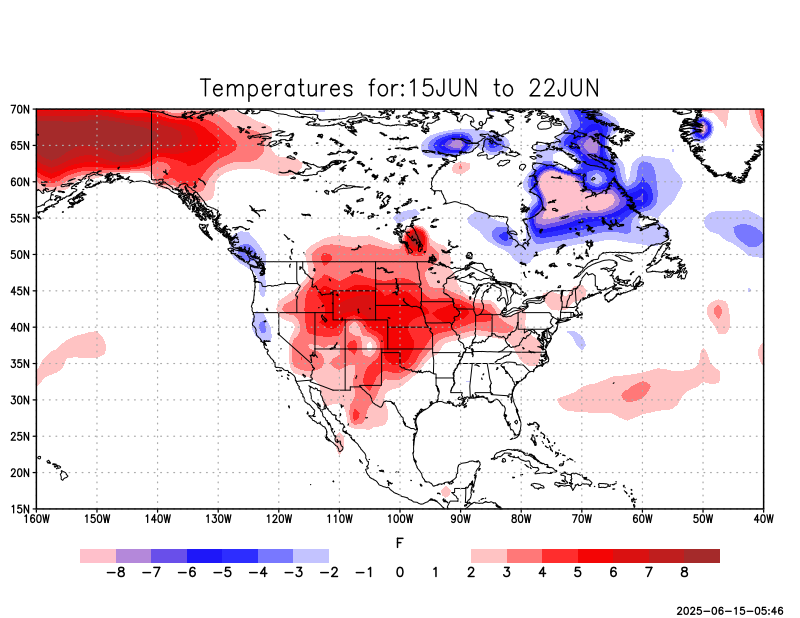 Temperatures for:15JUN to 22JUN
70N
65N
60N
55N
50N
45N
40N
35N
30N
25N
20N
15N
160W 150W 140W 130W 120W 110W 100W 90W 80W 70W 60W 50W 40W
F
-8 -7 -6 -5 -4 -3 -2 -1 0 1 2 3 4 5 6 7 8
2025-06-15-05:46